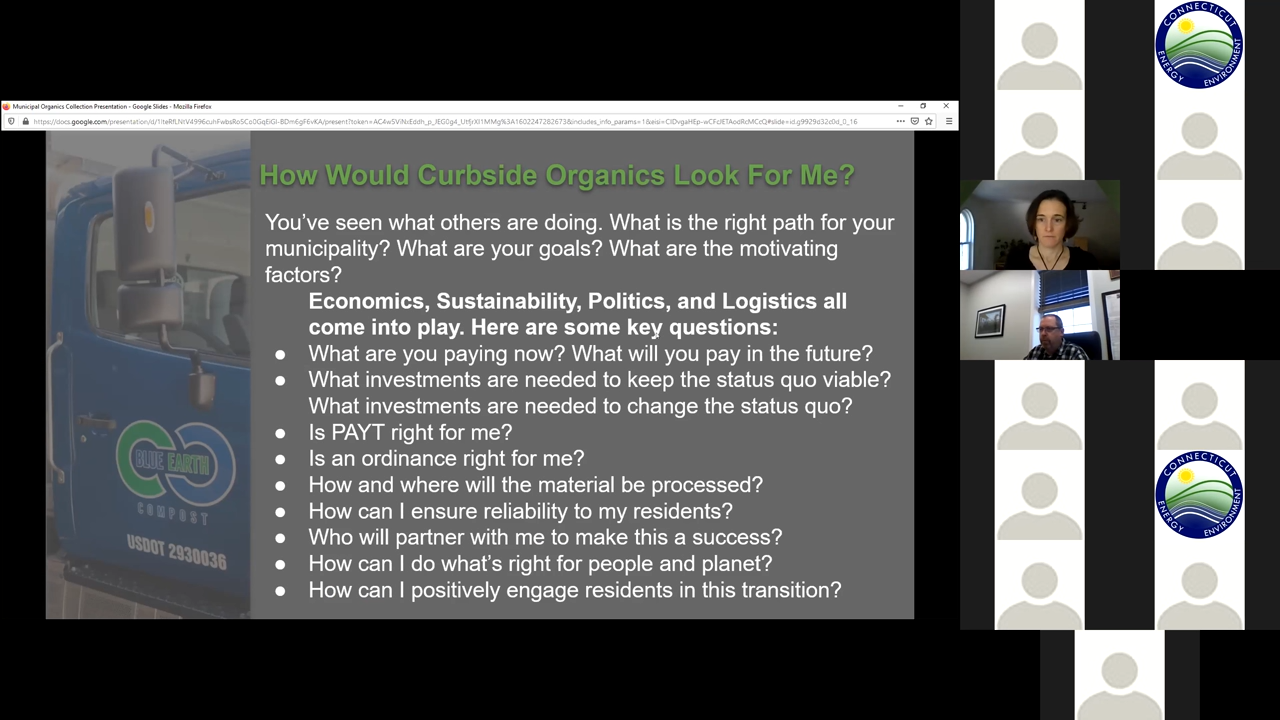 Municipal Organics Collection Presentation - Google Slides - Mozilla Firefox
How Would Curbside Organics Look For Me?
You've seen what others are doing. What is the right path for your
municipality? What are your goals? What are the motivating
factors?
Economics, Sustainability, Politics, and Logistics all
come into play. Here are some key questions:
● What are you paying now? What will you pay in the future?
● What investments are needed to keep the status quo viable?
What investments are needed to change the status quo?
● Is PAYT right for me?
● Is an ordinance right for me?
● How and where will the material be processed?
● How can I ensure reliability to my residents?
● Who will partner with me to make this a success?
● How can I do what's right for people and planet?
● How can I positively engage residents in this transition?
BLUE EARTH
COMPOST
USDOT 2930036
CONNECTICUT
ENERGY ENVIRONMENT
CONNECTICUT
ENERGY ENVIRONMENT